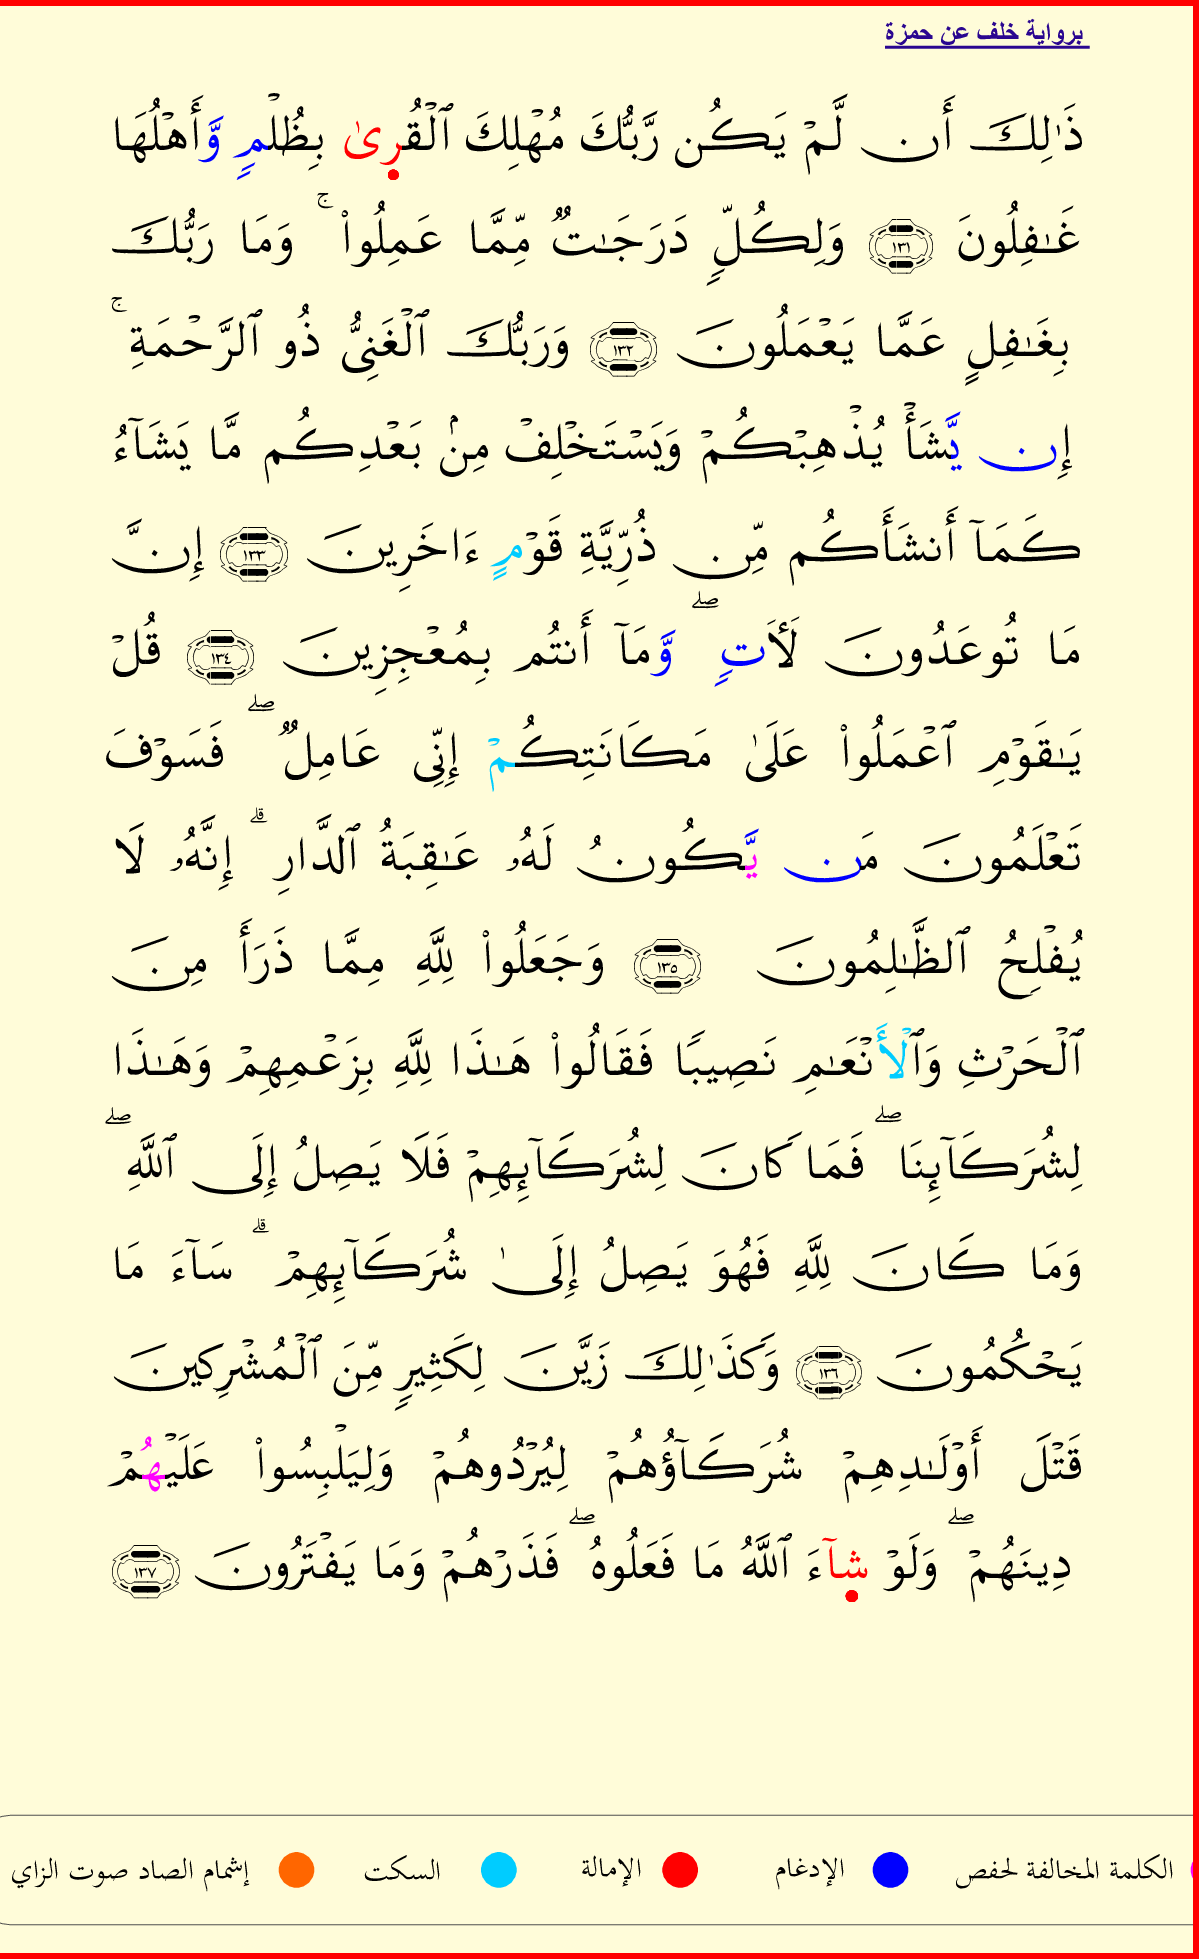 برواية خلف عن حمزة
ذَٰلِكَ أَن لَّمْ يَكُن رَّبُّكَ مُهْلِكَ ٱلْقُرِىٰ بِظُلْمٍ وَّأَهْلُهَا
غَـٰفِلُونَ ١٣١ وَلِكُلٍّ دَرَجَـٰتٌ مِّمَّا عَمِلُوا۟ ۚ وَمَا رَبُّكَ
بِغَـٰفِلٍ عَمَّا يَعْمَلُونَ ١٣٢ وَرَبُّكَ ٱلْغَنِىُّ ذُو ٱلرَّحْمَةِ ۚ
إِن يَّشَأْ يُذْهِبْكُمْ وَيَسْتَخْلِفْ مِنۢ بَعْدِكُم مَّا يَشَآءُ
كَمَآ أَنشَأَكُم مِّن ذُرِّيَّةِ قَوْمٍ ءَاخَرِينَ ١٣٣ إِنَّ
مَا تُوعَدُونَ لَأَتٍ ۖ وَّمَآ أَنتُم بِمُعْجِزِينَ ١٣٤ قُلْ
يَـٰقَوْمِ ٱعْمَلُوا۟ عَلَىٰ مَكَانَتِكُمْ إِنِّى عَامِلٌ ۖ فَسَوْفَ
تَعْلَمُونَ مَن يَّكُونُ لَهُۥ عَـٰقِبَةُ ٱلدَّارِ ۗ إِنَّهُۥ لَا
يُفْلِحُ ٱلظَّـٰلِمُونَ ١٣٥ وَجَعَلُوا۟ لِلَّهِ مِمَّا ذَرَأَ مِنَ
ٱلْحَرْثِ وَٱلْأَنْعَـٰمِ نَصِيبًا فَقَالُوا۟ هَـٰذَا لِلَّهِ بِزَعْمِهِمْ وَهَـٰذَا
لِشُرَكَآئِنَا ۖ فَمَا كَانَ لِشُرَكَآئِهِمْ فَلَا يَصِلُ إِلَى ٱللَّهِ ۖ
وَمَا كَانَ لِلَّهِ فَهُوَ يَصِلُ إِلَىٰ شُرَكَآئِهِمْ ۗ سَآءَ مَا
يَحْكُمُونَ ١٣٦ وَكَذَٰلِكَ زَيَّنَ لِكَثِيرٍ مِّنَ ٱلْمُشْرِكِينَ
قَتْلَ أَوْلَـٰدِهِمْ شُرَكَآؤُهُمْ لِيُرْدُوهُمْ وَلِيَلْبِسُوا۟ عَلَيْهُمْ
دِينَهُمْ ۖ وَلَوْ شِآءَ ٱللَّهُ مَا فَعَلُوهُ ۖ فَذَرْهُمْ وَمَا يَفْتَرُونَ ١٣٧
الكلمة المخالفة لحفص الإدغام الإمالة السكت إشمام الصاد صوت الزاي